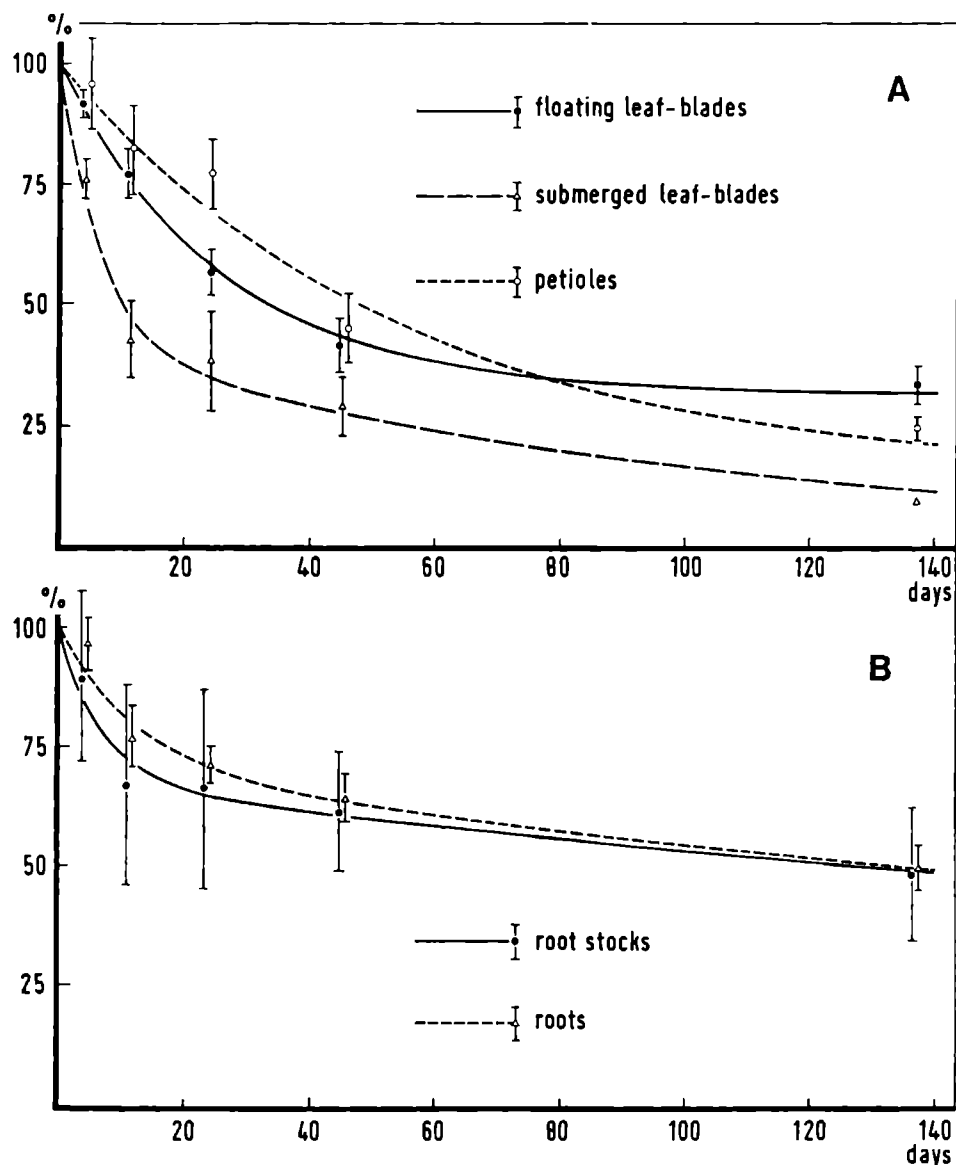 %
100
75
50
25
A
floating leaf-blades
submerged leaf-blades
petioles
20 40 60 80 100 120 140
days
%
100
75
50
25
B
root stocks
roots
20 40 60 80 100 120 140
days